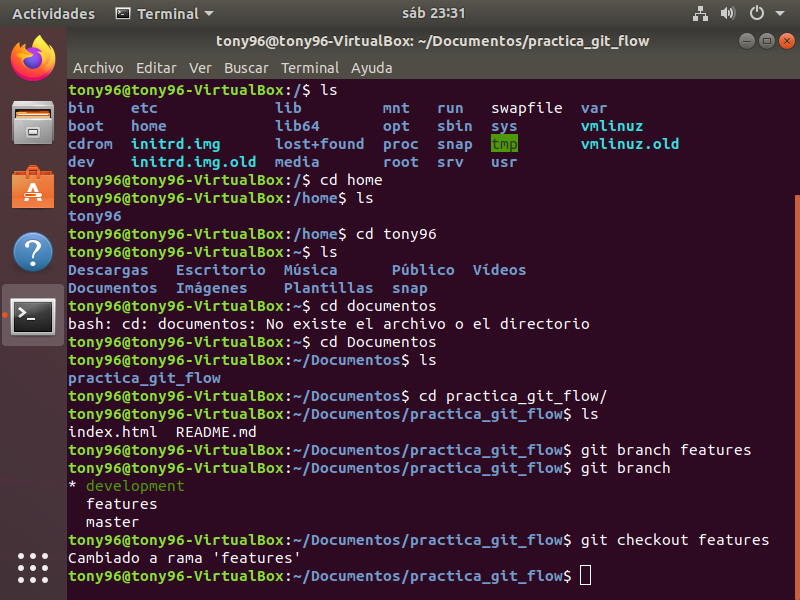 Actividades Terminal sáb 23:31
tony96@tony96-VirtualBox: ~/Documentos/practica_git_flow
Archivo Editar Ver Buscar Terminal Ayuda
tony96@tony96-VirtualBox:/$ ls
bin etc lib mnt run swapfile var
boot home lib64 opt sbin sys vmlinuz
cdrom initrd.img lost+found proc snap tmp vmlinuz.old
dev initrd.img.old media root srv usr
tony96@tony96-VirtualBox:/$ cd home
tony96@tony96-VirtualBox:/home$ ls
tony96
tony96@tony96-VirtualBox:/home$ cd tony96
tony96@tony96-VirtualBox:~$ ls
Descargas Escritorio Música Público Vídeos
Documentos Imágenes Plantillas snap
tony96@tony96-VirtualBox:~$ cd documentos
bash: cd: documentos: No existe el archivo o el directorio
tony96@tony96-VirtualBox:~$ cd Documentos
tony96@tony96-VirtualBox:~/Documentos$ ls
practica_git_flow
tony96@tony96-VirtualBox:~/Documentos$ cd practica_git_flow/
tony96@tony96-VirtualBox:~/Documentos/practica_git_flow$ ls
index.html README.md
tony96@tony96-VirtualBox:~/Documentos/practica_git_flow$ git branch features
tony96@tony96-VirtualBox:~/Documentos/practica_git_flow$ git branch
* development
features
master
tony96@tony96-VirtualBox:~/Documentos/practica_git_flow$ git checkout features
Cambiado a rama 'features'
tony96@tony96-VirtualBox:~/Documentos/practica_git_flow$